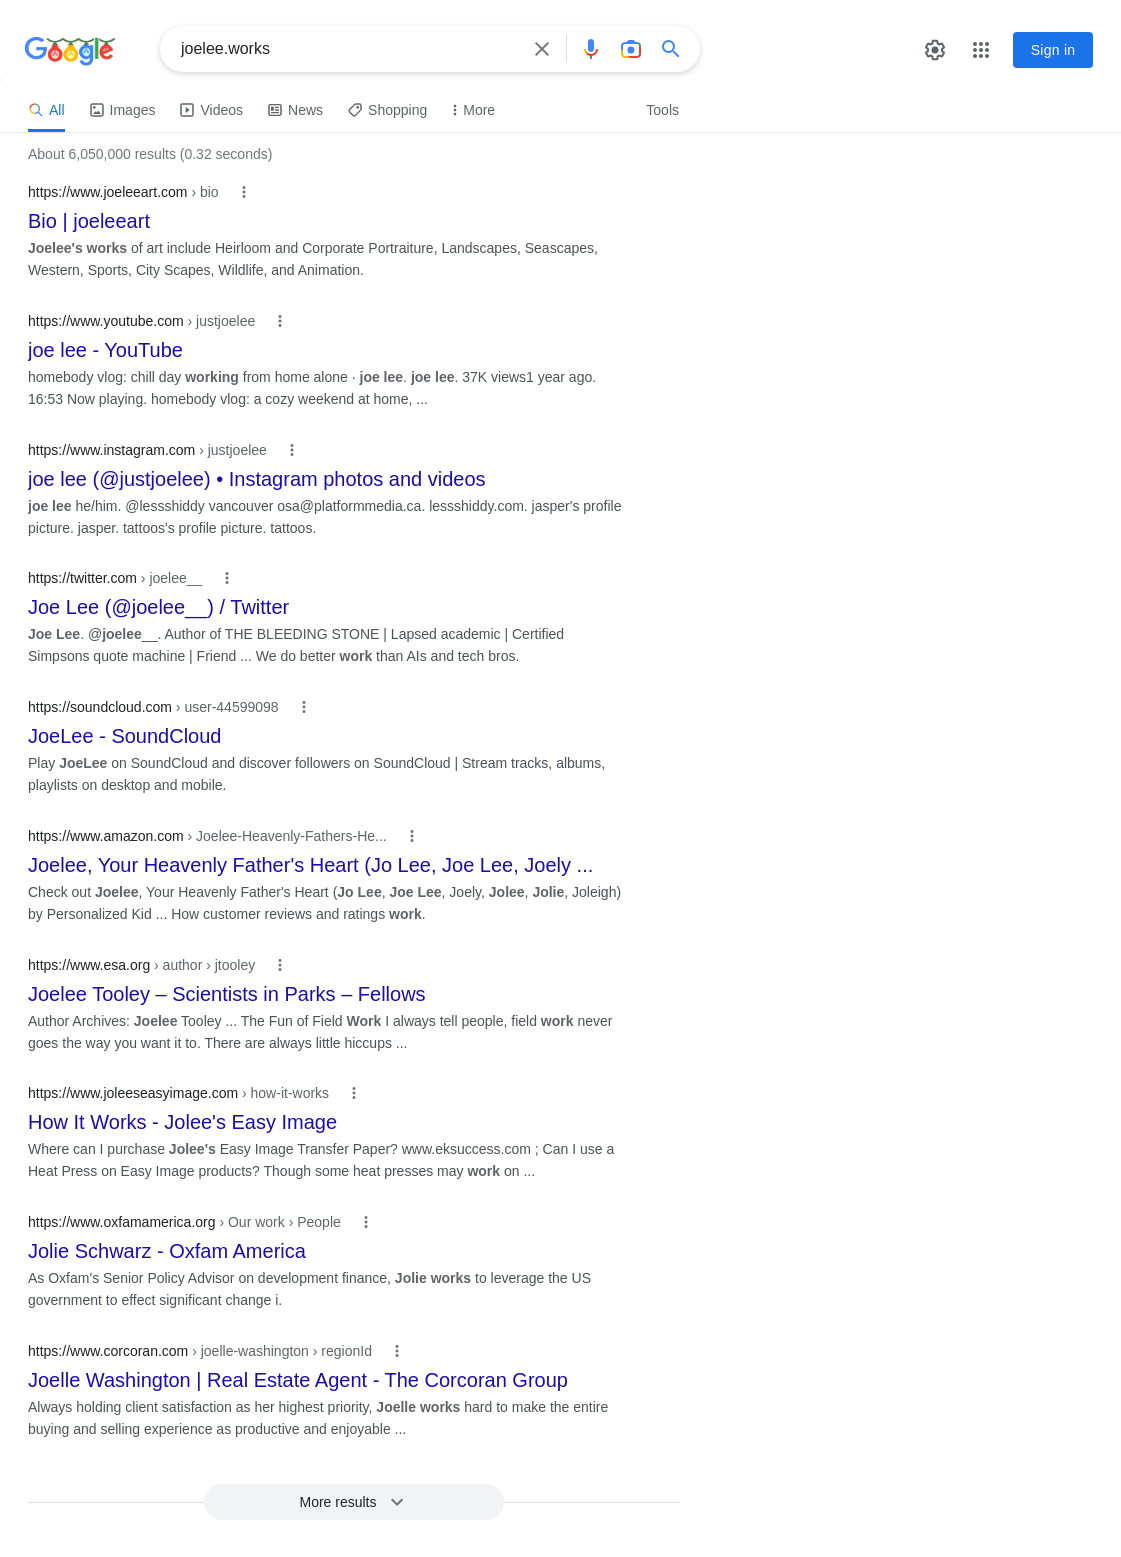 Google
joelee.works
Sign in
All
Images
Videos
News
Shopping
More
Tools
About 6,050,000 results (0.32 seconds)
https://www.joeleeart.com › bio
Bio | joeleeart
Joelee's works of art include Heirloom and Corporate Portraiture, Landscapes, Seascapes,
Western, Sports, City Scapes, Wildlife, and Animation.
https://www.youtube.com › justjoelee
joe lee - YouTube
homebody vlog: chill day working from home alone · joe lee. joe lee. 37K views1 year ago.
16:53 Now playing. homebody vlog: a cozy weekend at home, ...
https://www.instagram.com › justjoelee
joe lee (@justjoelee) • Instagram photos and videos
joe lee he/him. @lessshiddy vancouver osa@platformmedia.ca. lessshiddy.com. jasper's profile
picture. jasper. tattoos's profile picture. tattoos.
https://twitter.com › joelee__
Joe Lee (@joelee__) / Twitter
Joe Lee. @joelee__. Author of THE BLEEDING STONE | Lapsed academic | Certified
Simpsons quote machine | Friend ... We do better work than AIs and tech bros.
https://soundcloud.com › user-44599098
JoeLee - SoundCloud
Play JoeLee on SoundCloud and discover followers on SoundCloud | Stream tracks, albums,
playlists on desktop and mobile.
https://www.amazon.com › Joelee-Heavenly-Fathers-He...
Joelee, Your Heavenly Father's Heart (Jo Lee, Joe Lee, Joely ...
Check out Joelee, Your Heavenly Father's Heart (Jo Lee, Joe Lee, Joely, Jolee, Jolie, Joleigh)
by Personalized Kid ... How customer reviews and ratings work.
https://www.esa.org › author › jtooley
Joelee Tooley – Scientists in Parks – Fellows
Author Archives: Joelee Tooley ... The Fun of Field Work I always tell people, field work never
goes the way you want it to. There are always little hiccups ...
https://www.joleeseasyimage.com › how-it-works
How It Works - Jolee's Easy Image
Where can I purchase Jolee's Easy Image Transfer Paper? www.eksuccess.com ; Can I use a
Heat Press on Easy Image products? Though some heat presses may work on ...
https://www.oxfamamerica.org › Our work › People
Jolie Schwarz - Oxfam America
As Oxfam's Senior Policy Advisor on development finance, Jolie works to leverage the US
government to effect significant change i.
https://www.corcoran.com › joelle-washington › regionId
Joelle Washington | Real Estate Agent - The Corcoran Group
Always holding client satisfaction as her highest priority, Joelle works hard to make the entire
buying and selling experience as productive and enjoyable ...
More results